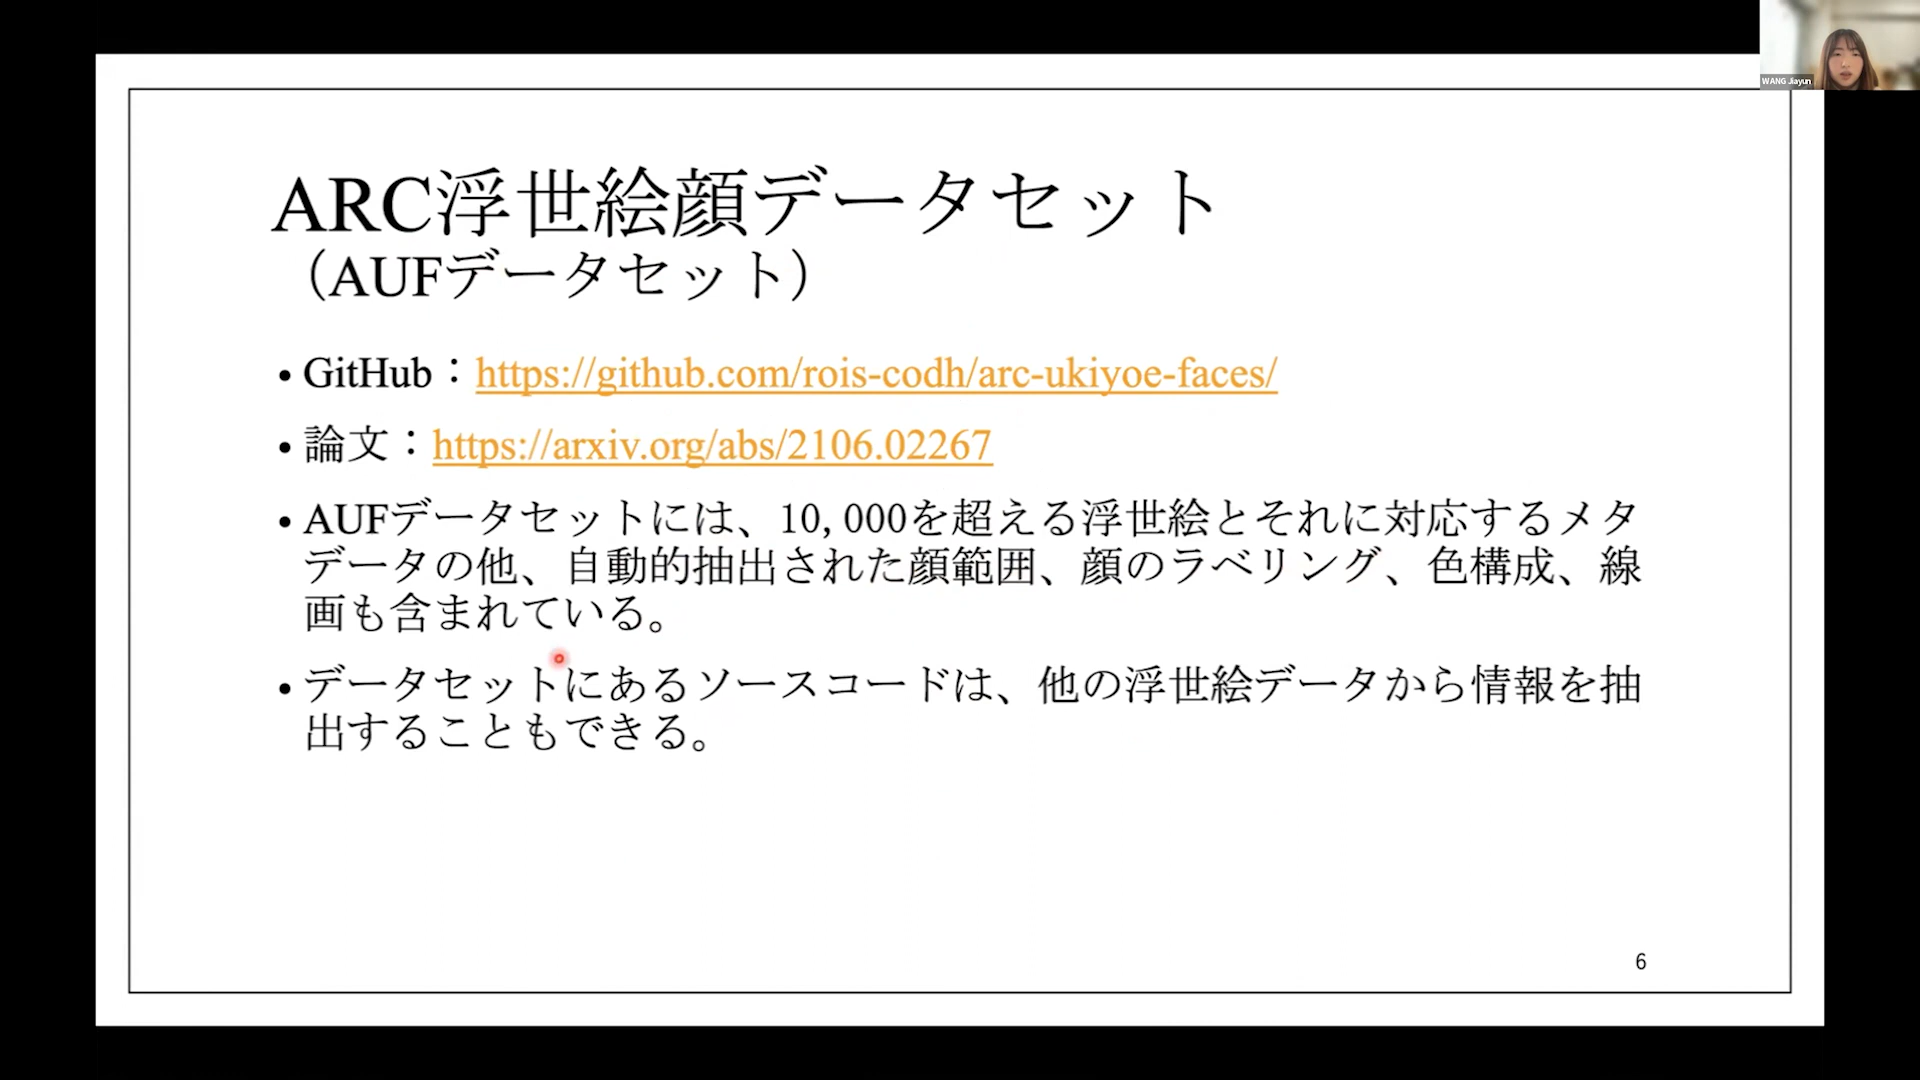 WANG Jiayun
ARC浮世絵顔データセット
（AUFデータセット）
• GitHub：https://github.com/rois-codh/arc-ukiyoe-faces/
• 論文：https://arxiv.org/abs/2106.02267
• AUFデータセットには、10,000を超える浮世絵とそれに対応するメタ
データの他、自動的抽出された顔範囲、顔のラベリング、色構成、線
画も含まれている。
• データセットにあるソースコードは、他の浮世絵データから情報を抽
出することもできる。
6